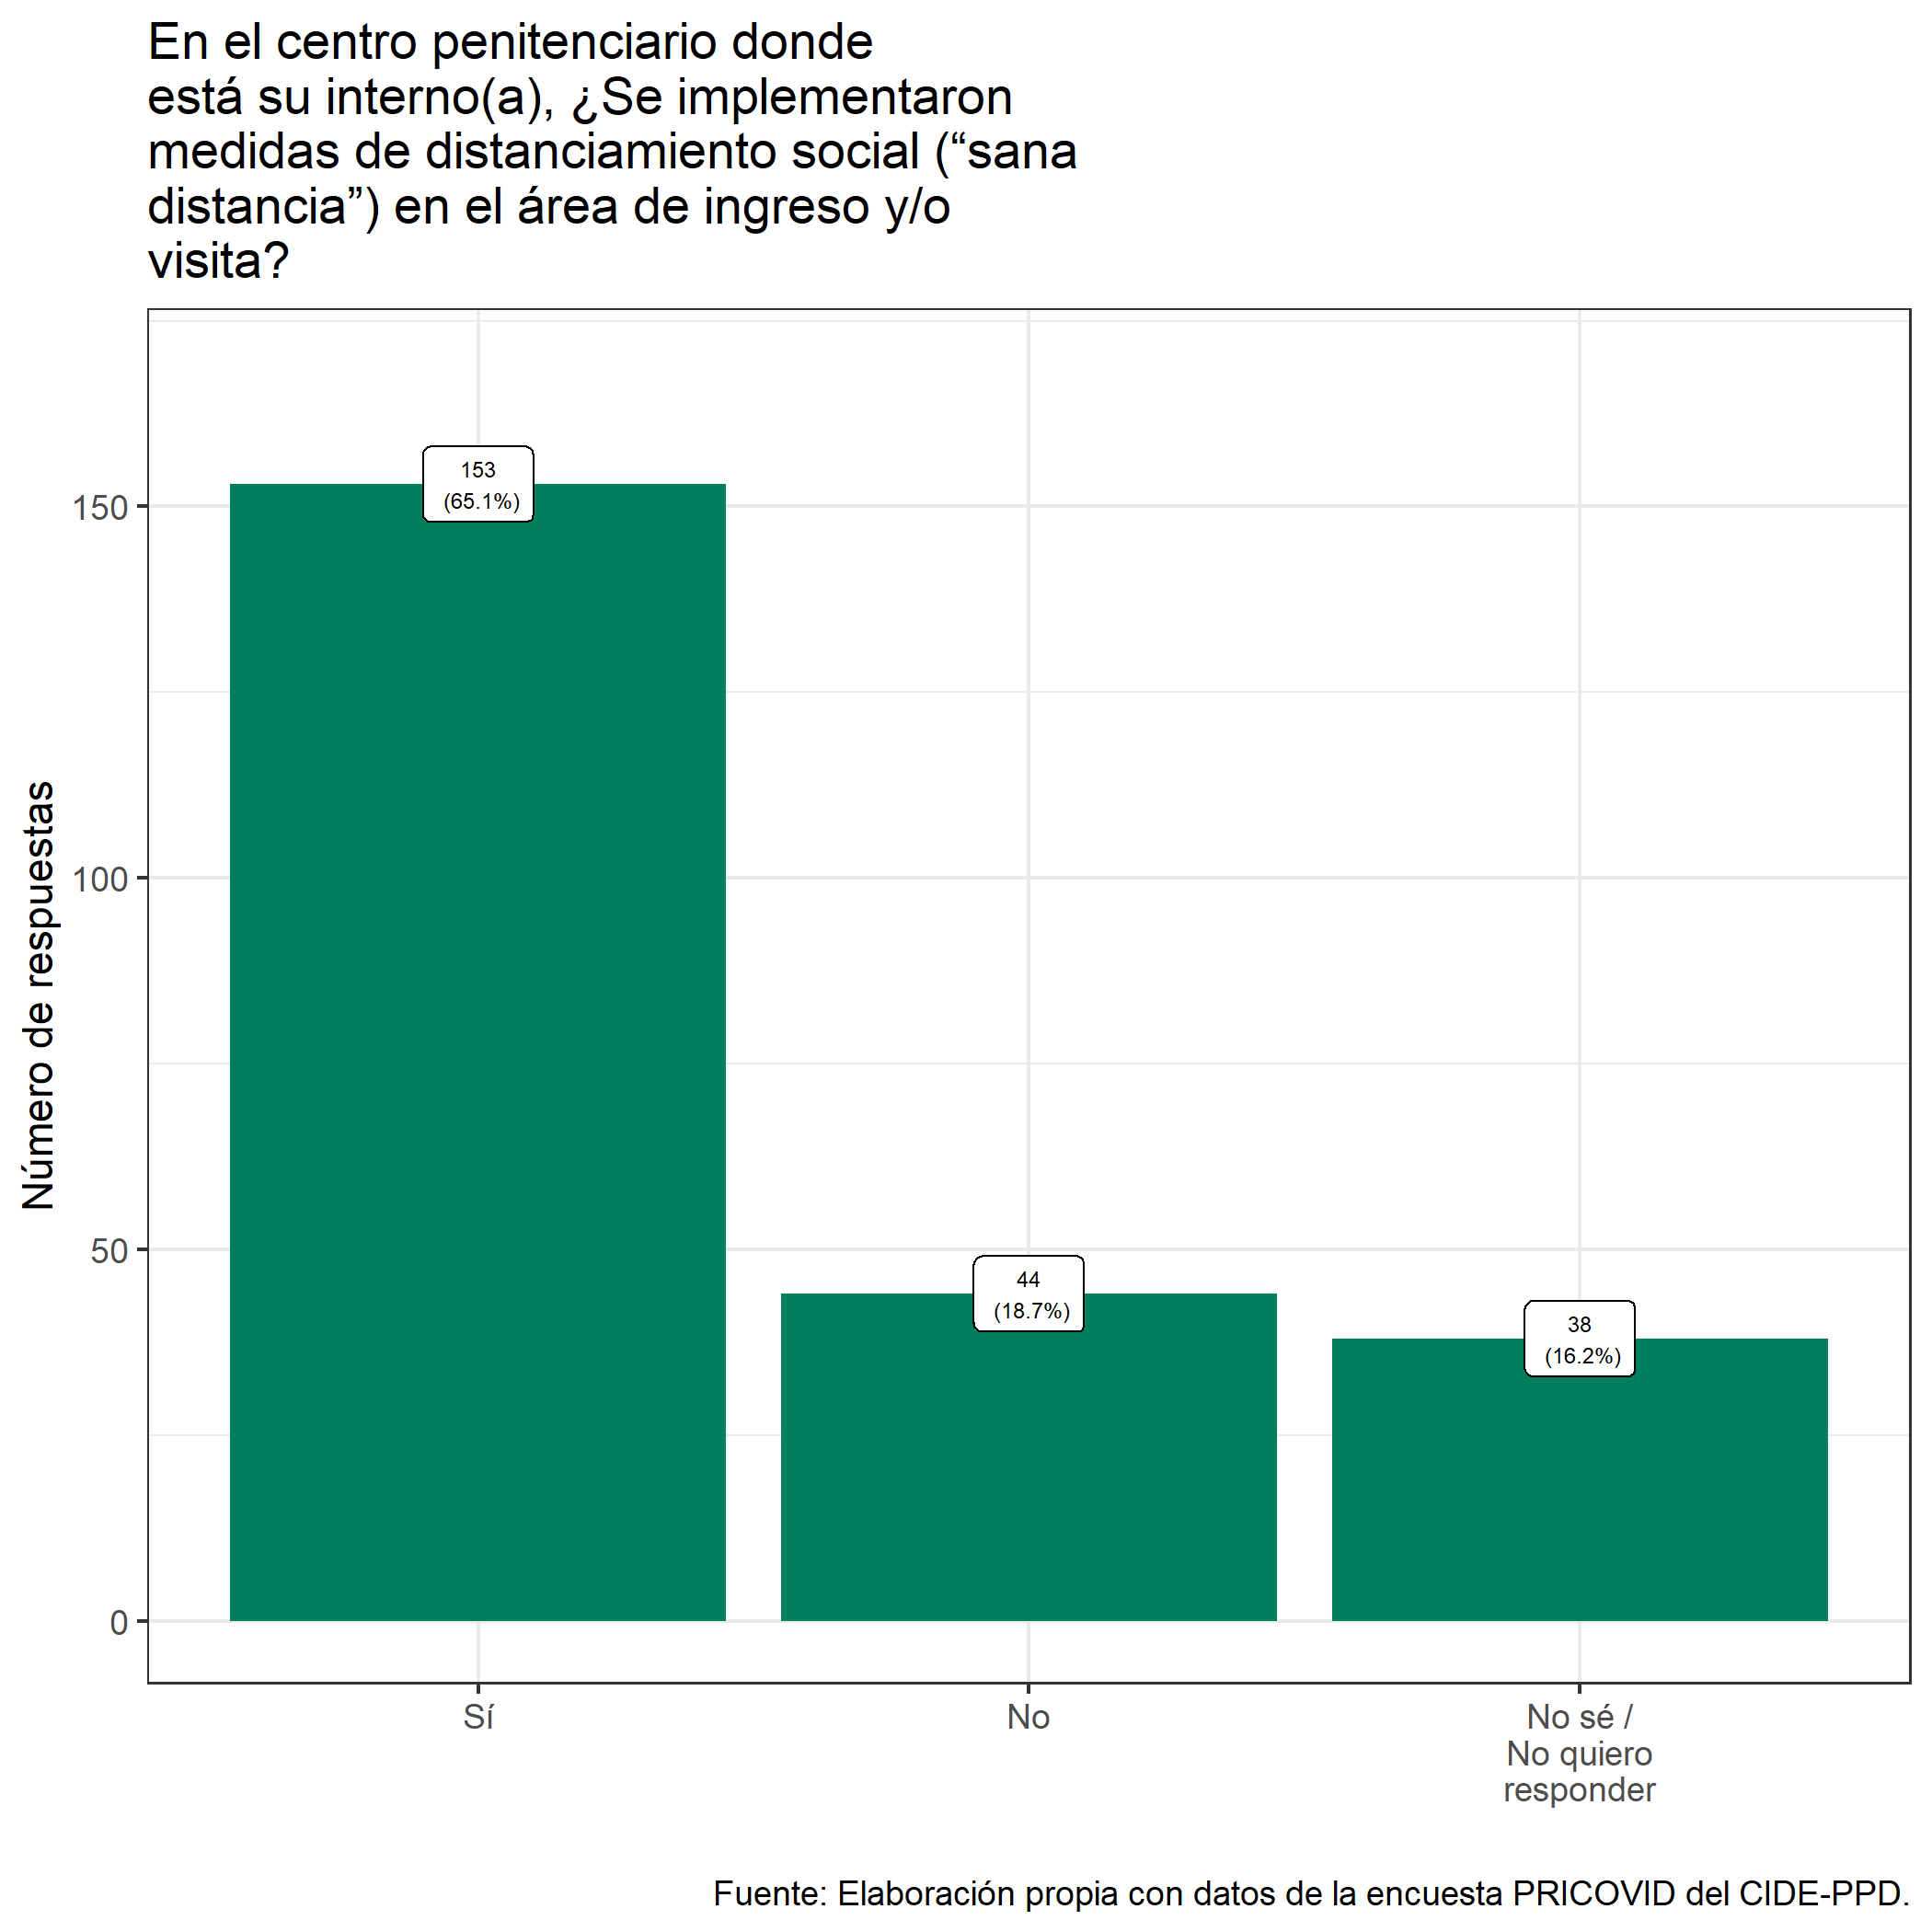 En el centro penitenciario donde
está su interno(a), ¿Se implementaron
medidas de distanciamiento social (“sana
distancia”) en el área de ingreso y/o
visita?
Número de respuestas
150
100
50
0
153
(65.1%)
44
(18.7%)
38
(16.2%)
Sí
No
No sé /
No quiero
responder
Fuente: Elaboración propia con datos de la encuesta PRICOVID del CIDE-PPD.